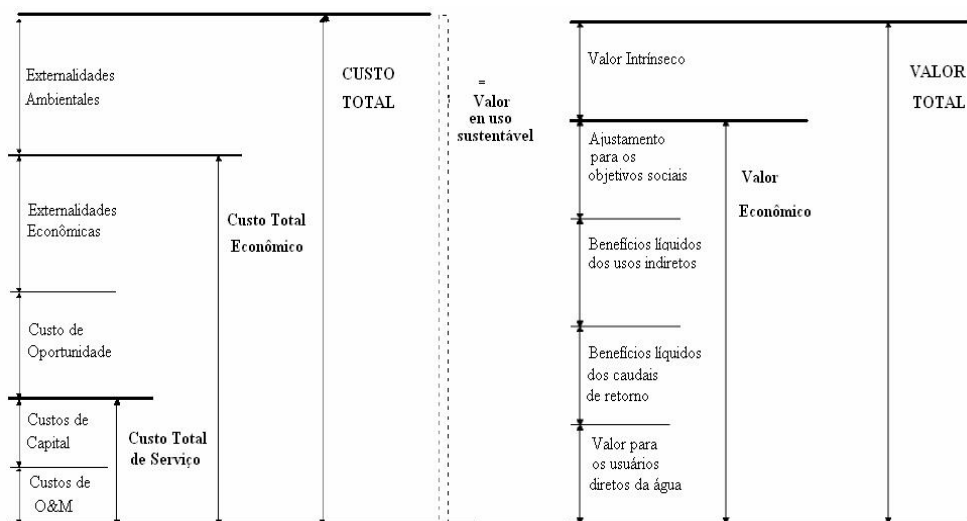 Externalidades
Ambientales
CUSTO
TOTAL
Externalidades
Econômicas
Custo Total
Econômico
Custo de
Oportunidade
Custos de
Capital
Custo Total
de Serviço
Custos de
O&M
=
Valor
en uso
sustentável
Valor Intrínseco
VALOR
TOTAL
Ajustamento
para os
objetivos sociais
Valor
Econômico
Benefícios líquidos
dos usos indiretos
Benefícios líquidos
dos caudais
de retorno
Valor para
os usuários
diretos da água